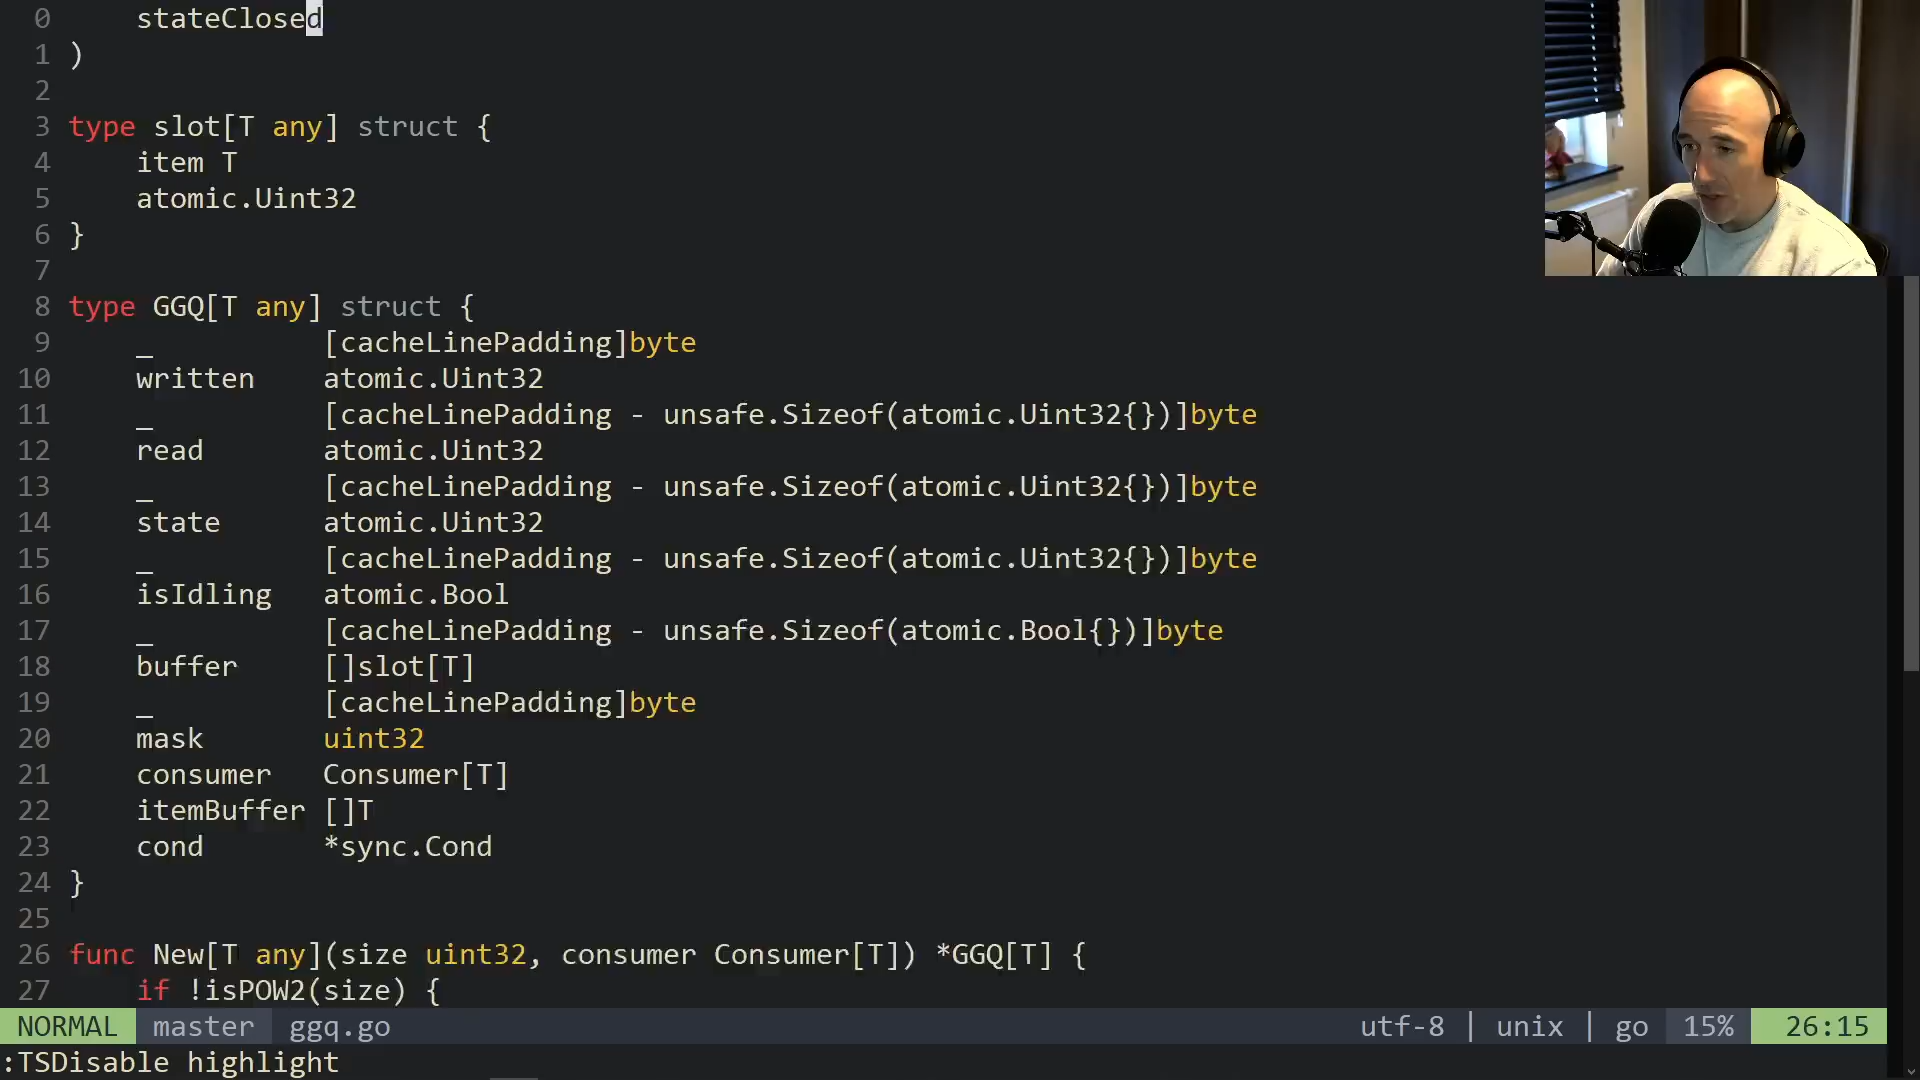 0 stateClosed
1 )
2
3 type slot[T any] struct {
4 item T
5 atomic.Uint32
6 }
7
8 type GGQ[T any] struct {
9 _ [cacheLinePadding]byte
10 written atomic.Uint32
11 _ [cacheLinePadding - unsafe.Sizeof(atomic.Uint32{})]byte
12 read atomic.Uint32
13 _ [cacheLinePadding - unsafe.Sizeof(atomic.Uint32{})]byte
14 state atomic.Uint32
15 _ [cacheLinePadding - unsafe.Sizeof(atomic.Uint32{})]byte
16 isIdling atomic.Bool
17 _ [cacheLinePadding - unsafe.Sizeof(atomic.Bool{})]byte
18 buffer []slot[T]
19 _ [cacheLinePadding]byte
20 mask uint32
21 consumer Consumer[T]
22 itemBuffer []T
23 cond *sync.Cond
24 }
25
26 func New[T any](size uint32, consumer Consumer[T]) *GGQ[T] {
27 if !isPOW2(size) {
NORMAL master ggq.go utf-8 | unix | go 15% 26:15
:TSDisable highlight